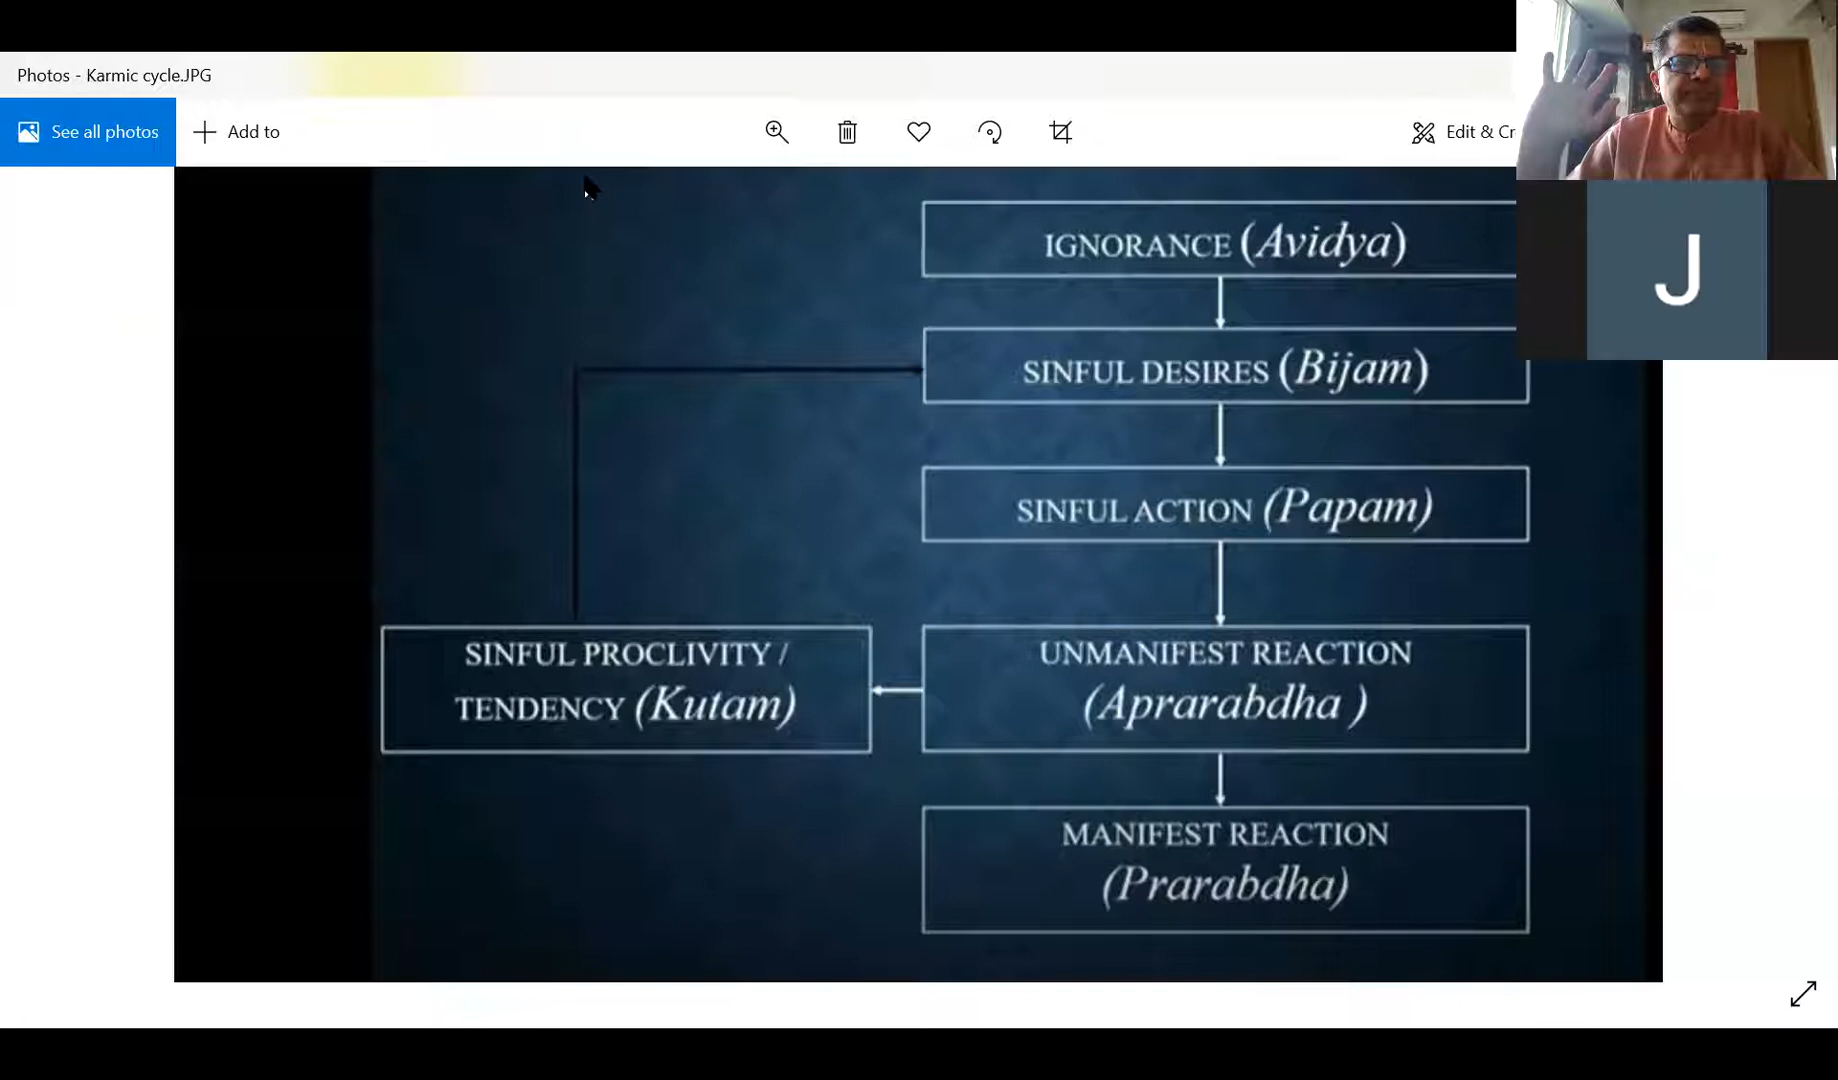 Photos - Karmic cycle.JPG
See all photos
Add to
Edit &
J
IGNORANCE (Avidya)
SINFUL DESIRES (Bijam)
SINFUL ACTION (Papam)
SINFUL PROCLIVITY /
TENDENCY (Kutam)
UNMANIFEST REACTION
(Aprarabdha )
MANIFEST REACTION
(Prarabdha)